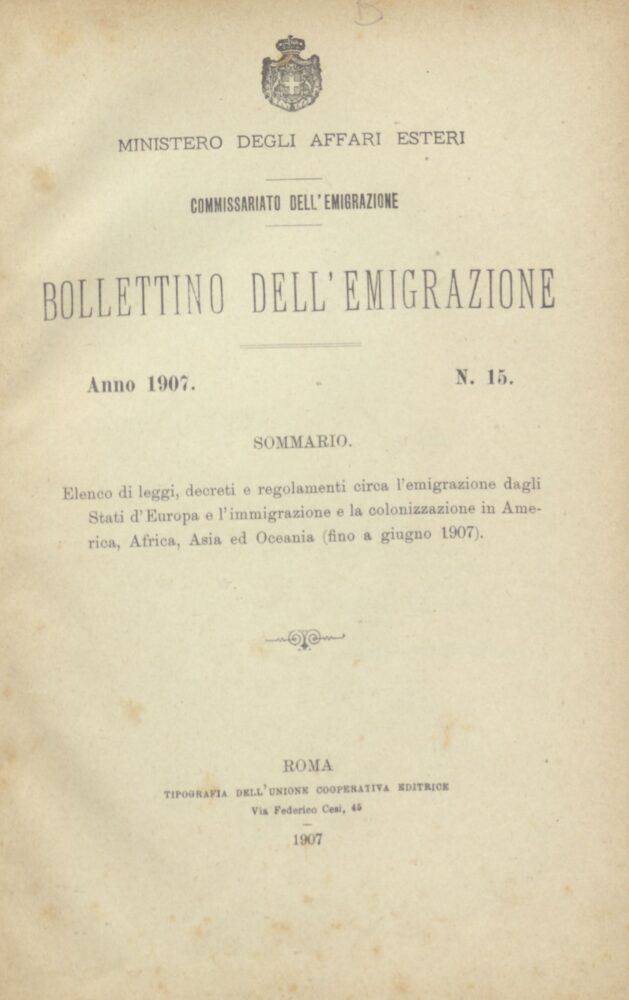 B
MINISTERO DEGLI AFFARI ESTERI
COMMISSARIATO DELL'EMIGRAZIONE
BOLLETTINO DELL'EMIGRAZIONE
Anno 1907. N. 15.
SOMMARIO.
Elenco di leggi, decreti e regolamenti circa l'emigrazione dagli
Stati d'Europa e l'immigrazione e la colonizzazione in Ame-
rica, Africa, Asia ed Oceania (fino a giugno 1907).
ROMA
TIPOGRAFIA DELL'UNIONE COOPERATIVA EDITRICE
Via Federico Cesi, 45
1907